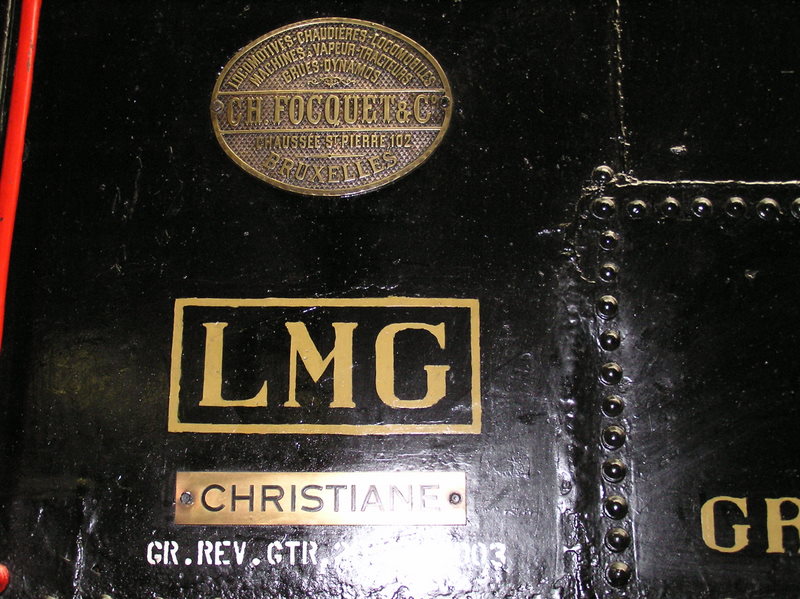 LOCOMOTIVES-CHAUDIÈRES-LOCOMOBILES
MACHINES A VAPEUR-TRACTEURS
GRUES-DYNAMOS
CH. FOCQUET & Cº
CHAUSSÉE St PIERRE, 102
BRUXELLES
LMG
CHRISTIANE
GR.REV.GTR.
GR